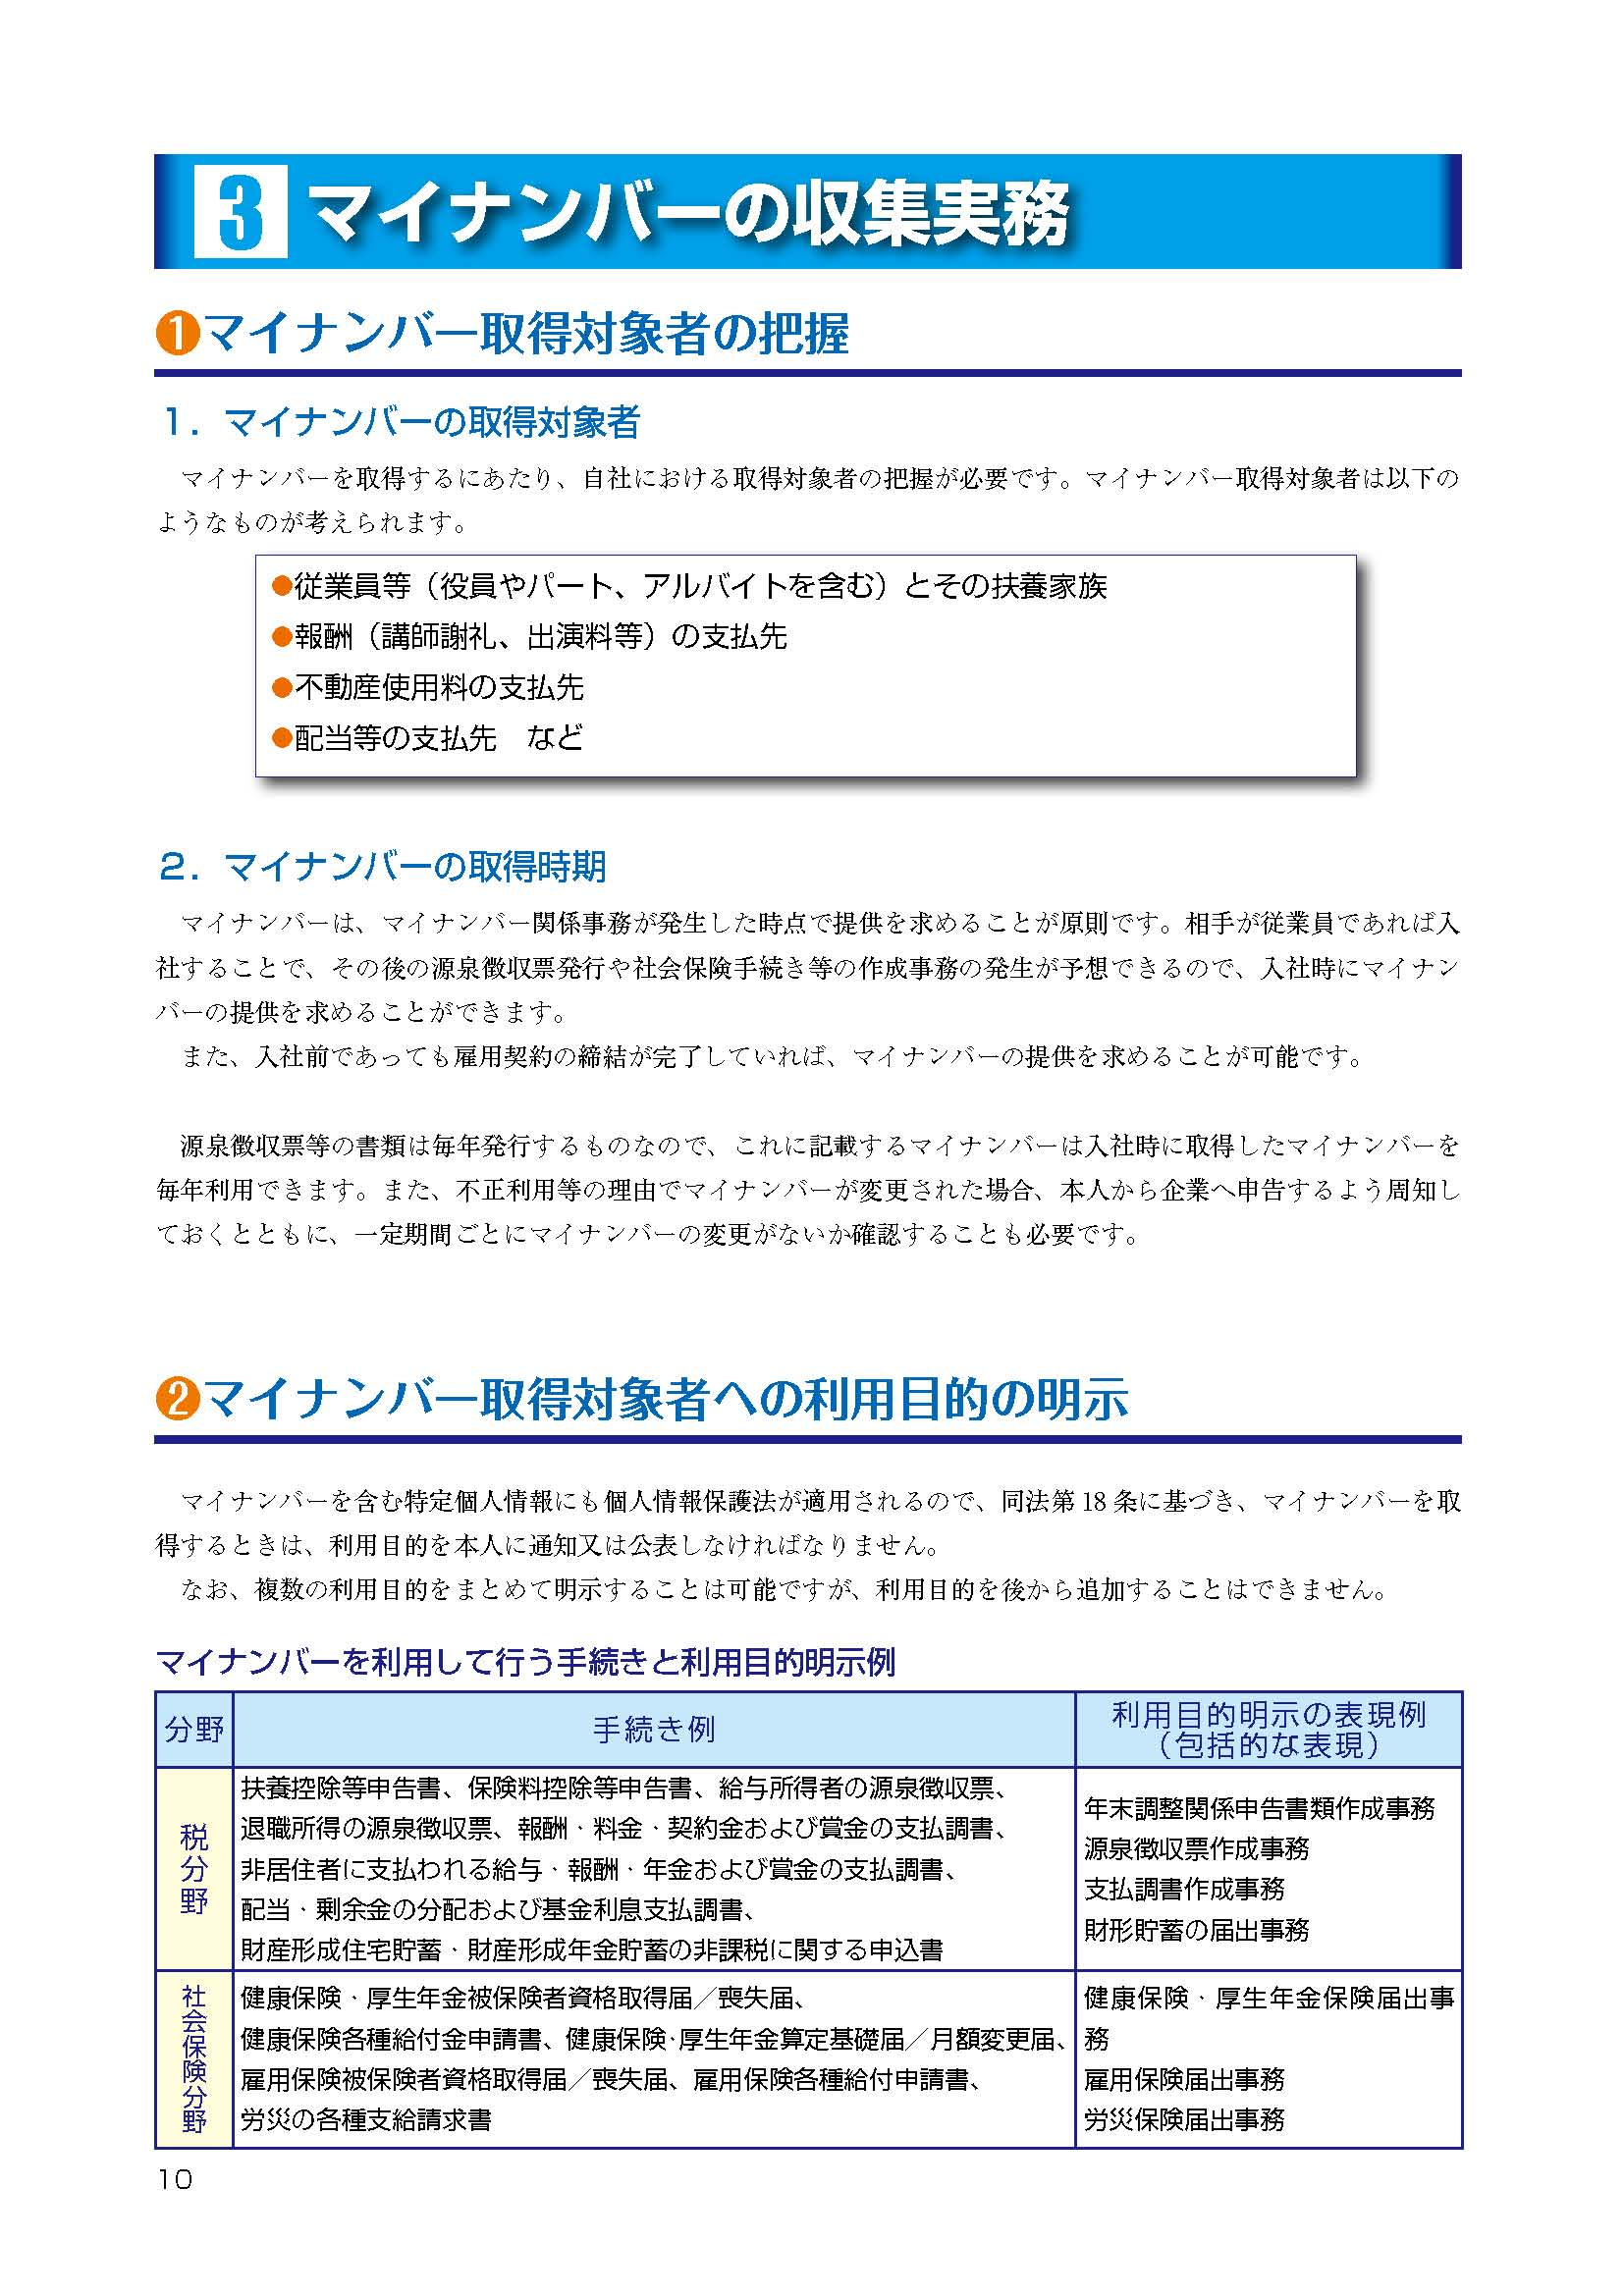 3 マイナンバーの収集実務
❶マイナンバー取得対象者の把握
1．マイナンバーの取得対象者
　マイナンバーを取得するにあたり、自社における取得対象者の把握が必要です。マイナンバー取得対象者は以下の
ようなものが考えられます。
●従業員等（役員やパート、アルバイトを含む）とその扶養家族
●報酬（講師謝礼、出演料等）の支払先
●不動産使用料の支払先
●配当等の支払先　など
2．マイナンバーの取得時期
　マイナンバーは、マイナンバー関係事務が発生した時点で提供を求めることが原則です。相手が従業員であれば入
社することで、その後の源泉徴収票発行や社会保険手続き等の作成事務の発生が予想できるので、入社時にマイナン
バーの提供を求めることができます。
　また、入社前であっても雇用契約の締結が完了していれば、マイナンバーの提供を求めることが可能です。
　源泉徴収票等の書類は毎年発行するものなので、これに記載するマイナンバーは入社時に取得したマイナンバーを
毎年利用できます。また、不正利用等の理由でマイナンバーが変更された場合、本人から企業へ申告するよう周知し
ておくとともに、一定期間ごとにマイナンバーの変更がないか確認することも必要です。
❷マイナンバー取得対象者への利用目的の明示
　マイナンバーを含む特定個人情報にも個人情報保護法が適用されるので、同法第 18 条に基づき、マイナンバーを取
得するときは、利用目的を本人に通知又は公表しなければなりません。
　なお、複数の利用目的をまとめて明示することは可能ですが、利用目的を後から追加することはできません。
マイナンバーを利用して行う手続きと利用目的明示例
分野
手続き例
利用目的明示の表現例
（包括的な表現）
税分野
扶養控除等申告書、保険料控除等申告書、給与所得者の源泉徴収票、
退職所得の源泉徴収票、報酬・料金・契約金および賞金の支払調書、
非居住者に支払われる給与・報酬・年金および賞金の支払調書、
配当・剰余金の分配および基金利息支払調書、
財産形成住宅貯蓄・財産形成年金貯蓄の非課税に関する申込書
年末調整関係申告書類作成事務
源泉徴収票作成事務
支払調書作成事務
財形貯蓄の届出事務
社会保険分野
健康保険・厚生年金被保険者資格取得届／喪失届、
健康保険各種給付金申請書、健康保険・厚生年金算定基礎届／月額変更届、
雇用保険被保険者資格取得届／喪失届、雇用保険各種給付申請書、
労災の各種支給請求書
健康保険・厚生年金保険届出事
務
雇用保険届出事務
労災保険届出事務
10